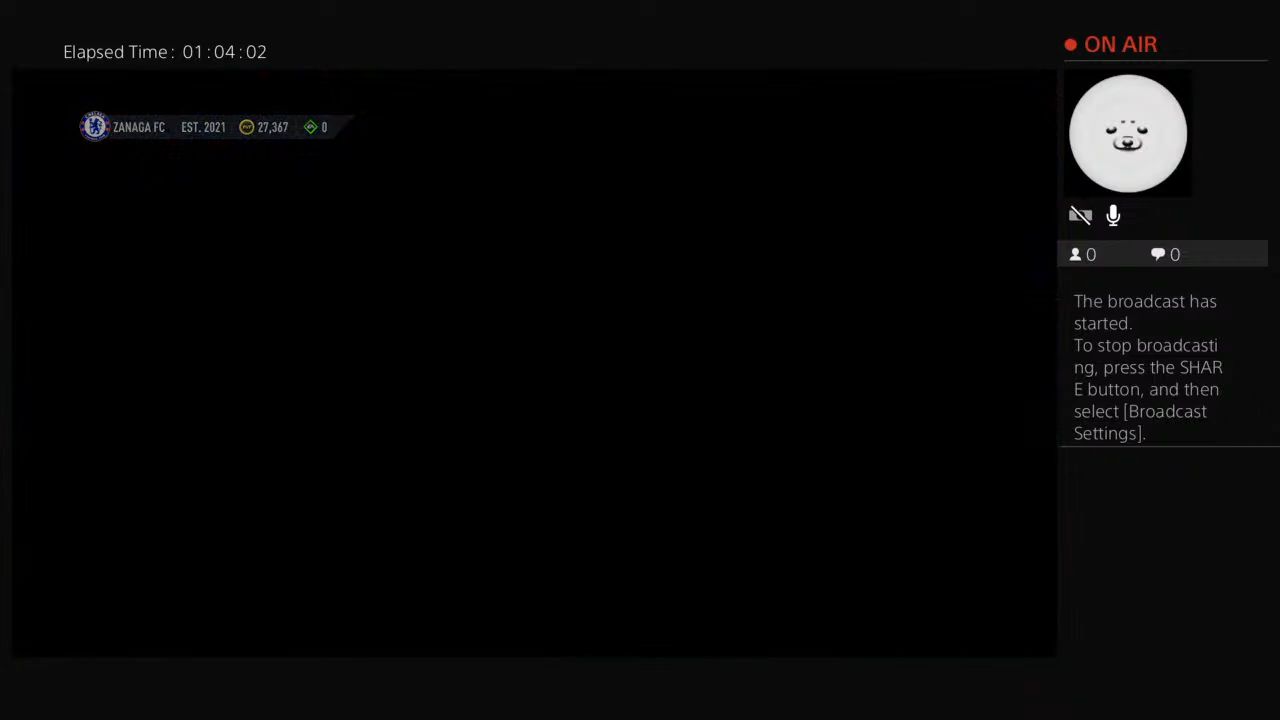 Elapsed Time: 01:04:02
ON AIR
ZANAGA FC EST. 2021 27,367 0
0 0
The broadcast has
started.
To stop broadcasti
ng, press the SHAR
E button, and then
select [Broadcast
Settings].